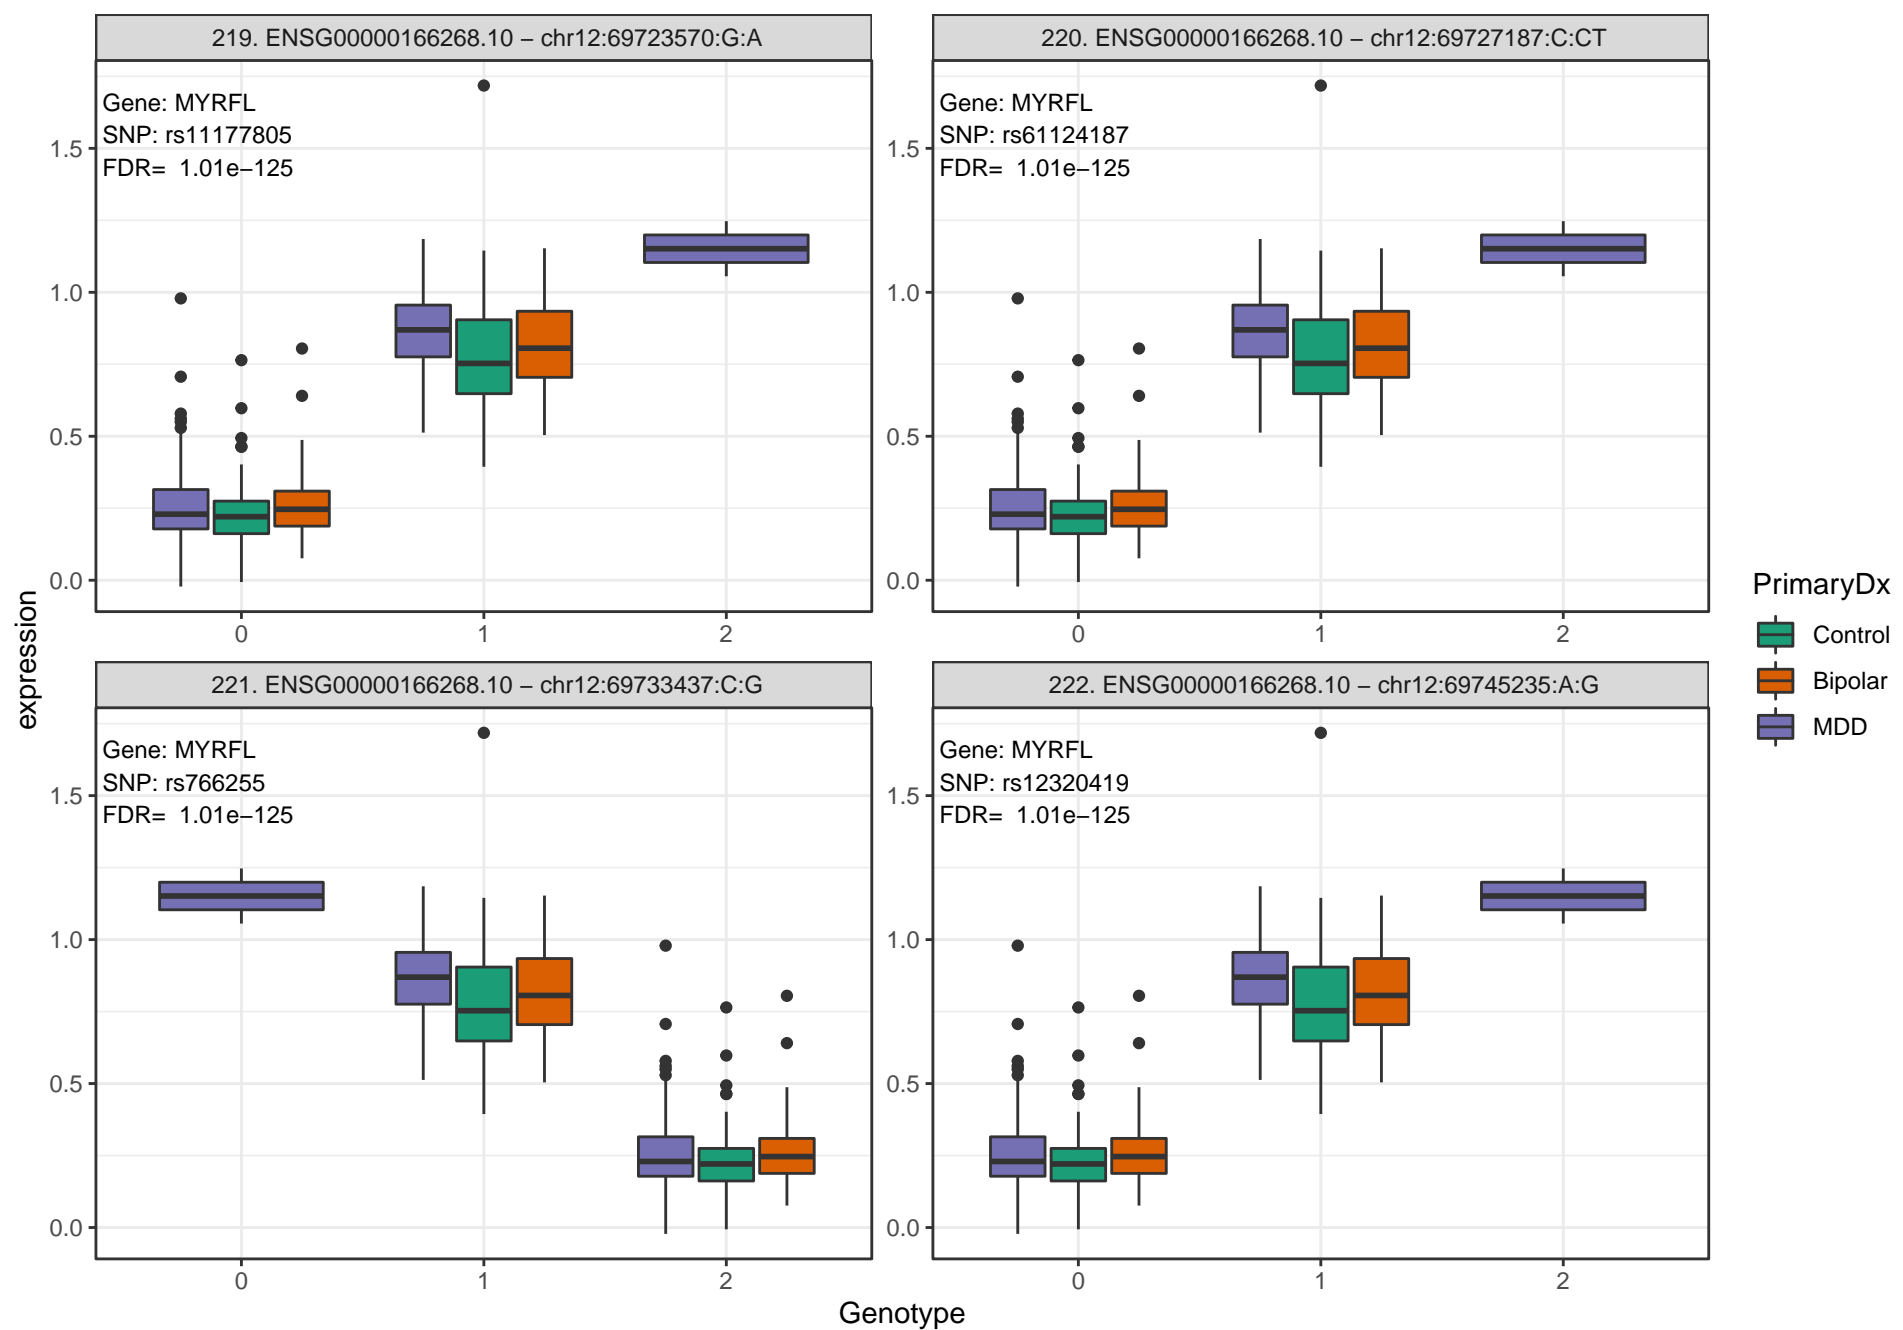 219. ENSG00000166268.10 − chr12:69723570:G:A
Gene: MYRFL
SNP: rs11177805
FDR= 1.01e−125
1.5
1.0
0.5
0.0
0 1 2
220. ENSG00000166268.10 − chr12:69727187:C:CT
Gene: MYRFL
SNP: rs61124187
FDR= 1.01e−125
1.5
1.0
0.5
0.0
0 1 2
221. ENSG00000166268.10 − chr12:69733437:C:G
Gene: MYRFL
SNP: rs766255
FDR= 1.01e−125
1.5
1.0
0.5
0.0
0 1 2
222. ENSG00000166268.10 − chr12:69745235:A:G
Gene: MYRFL
SNP: rs12320419
FDR= 1.01e−125
1.5
1.0
0.5
0.0
0 1 2
expression
Genotype
PrimaryDx
Control
Bipolar
MDD